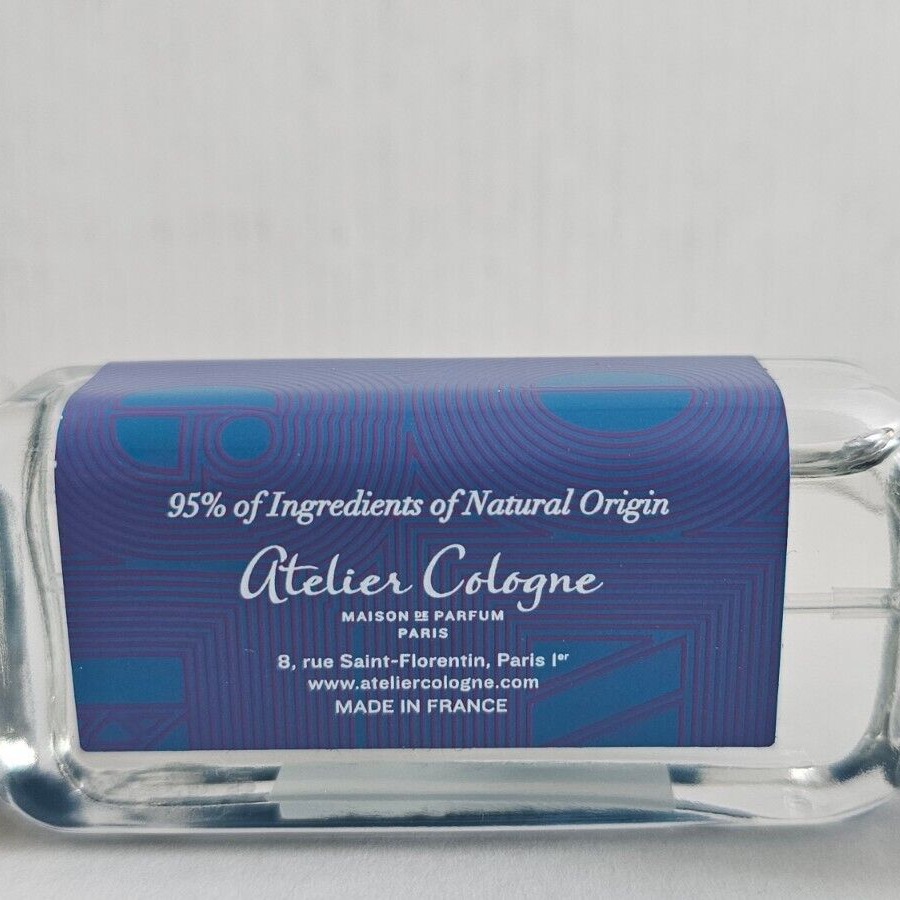 95% of Ingredients of Natural Origin
Atelier Cologne
MAISON DE PARFUM
PARIS
8, rue Saint-Florentin, Paris Ier
www.ateliercologne.com
MADE IN FRANCE